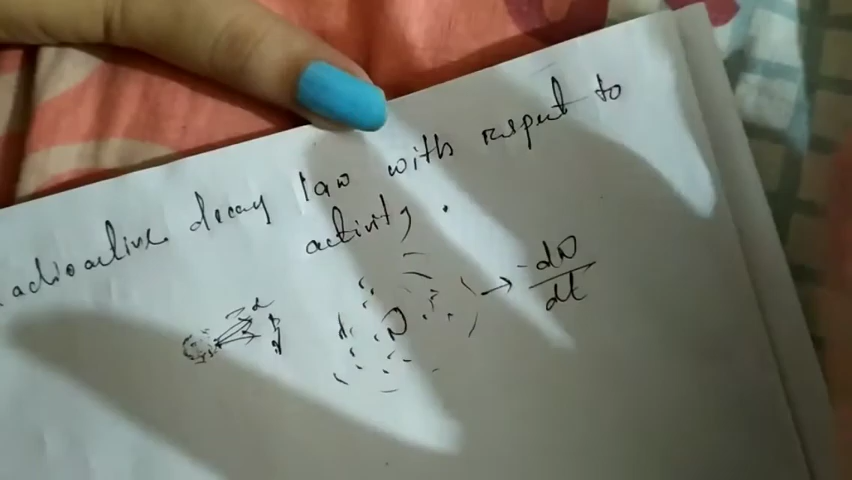 radioactive decay law with respect to
activity.
N → -dN/dt